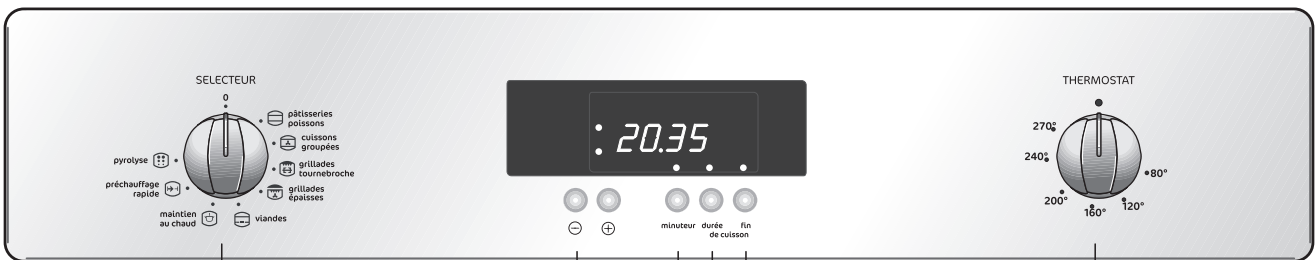 SELECTEUR
0
pâtisseries
poissons
cuissons
groupées
grillades
tournebroche
grillades
épaisses
viandes
maintien
au chaud
préchauffage
rapide
pyrolyse
20.35
minuteur durée fin
de cuisson
THERMOSTAT
270°
240°
200°
160°
120°
80°